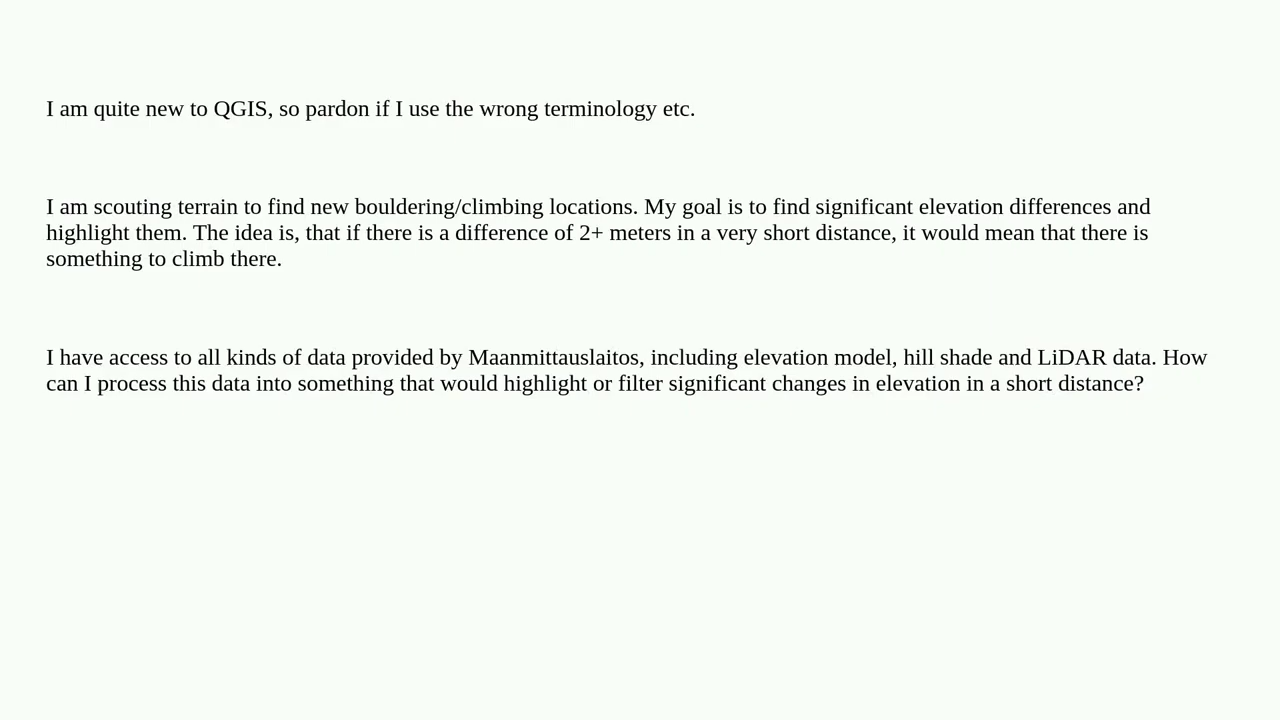 I am quite new to QGIS, so pardon if I use the wrong terminology etc.
I am scouting terrain to find new bouldering/climbing locations. My goal is to find significant elevation differences and
highlight them. The idea is, that if there is a difference of 2+ meters in a very short distance, it would mean that there is
something to climb there.
I have access to all kinds of data provided by Maanmittauslaitos, including elevation model, hill shade and LiDAR data. How
can I process this data into something that would highlight or filter significant changes in elevation in a short distance?